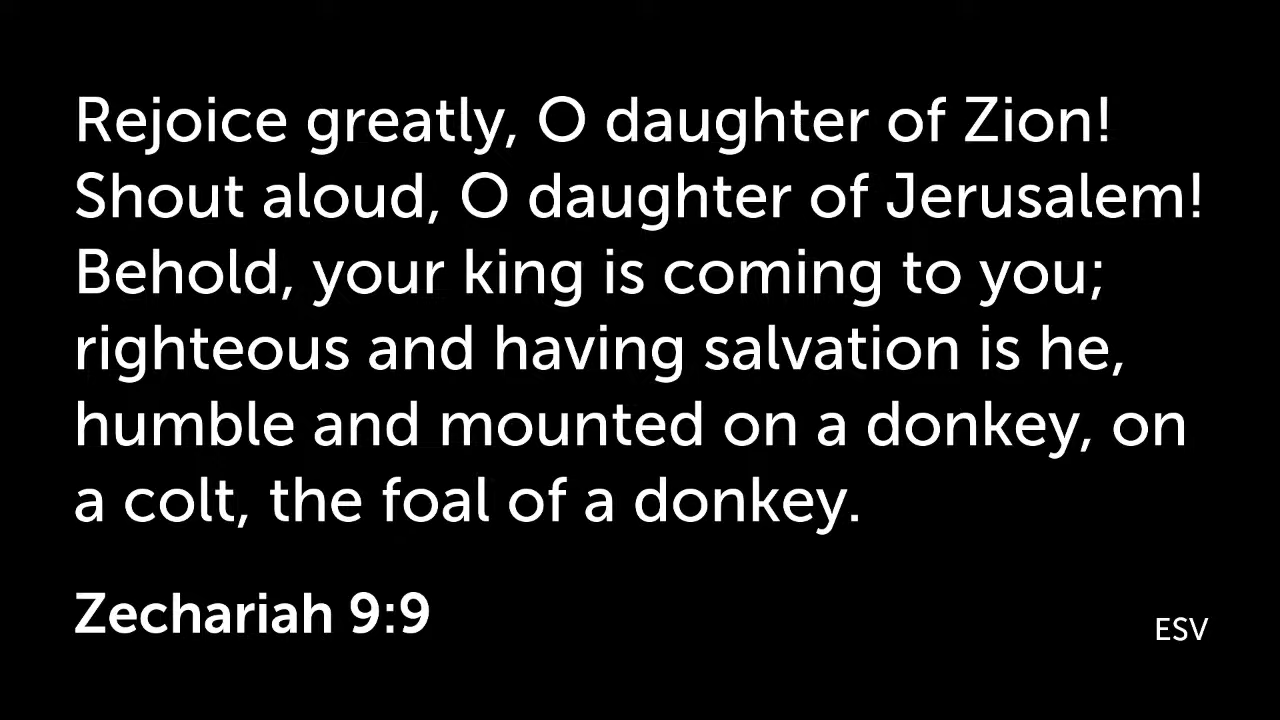 Rejoice greatly, O daughter of Zion!
Shout aloud, O daughter of Jerusalem!
Behold, your king is coming to you;
righteous and having salvation is he,
humble and mounted on a donkey, on
a colt, the foal of a donkey.
Zechariah 9:9
ESV